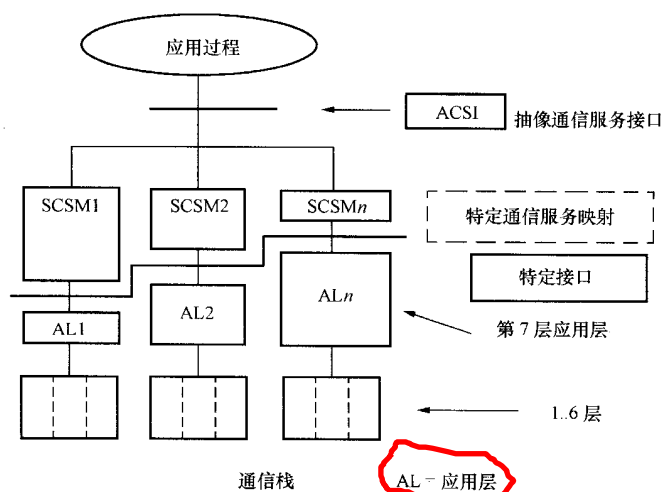 应用过程
ACSI
抽像通信服务接口
SCSM1
SCSM2
SCSMn
特定通信服务映射
特定接口
AL1
AL2
ALn
第7层应用层
1..6层
通信栈
AL - 应用层